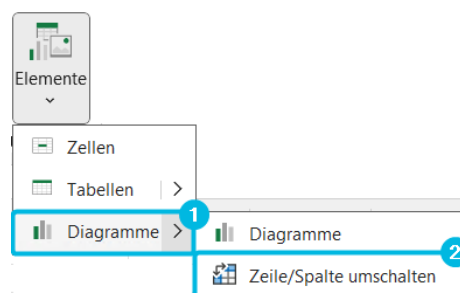 Elemente
Zellen
Tabellen
1
Diagramme
Diagramme
2
Zeile/Spalte umschalten